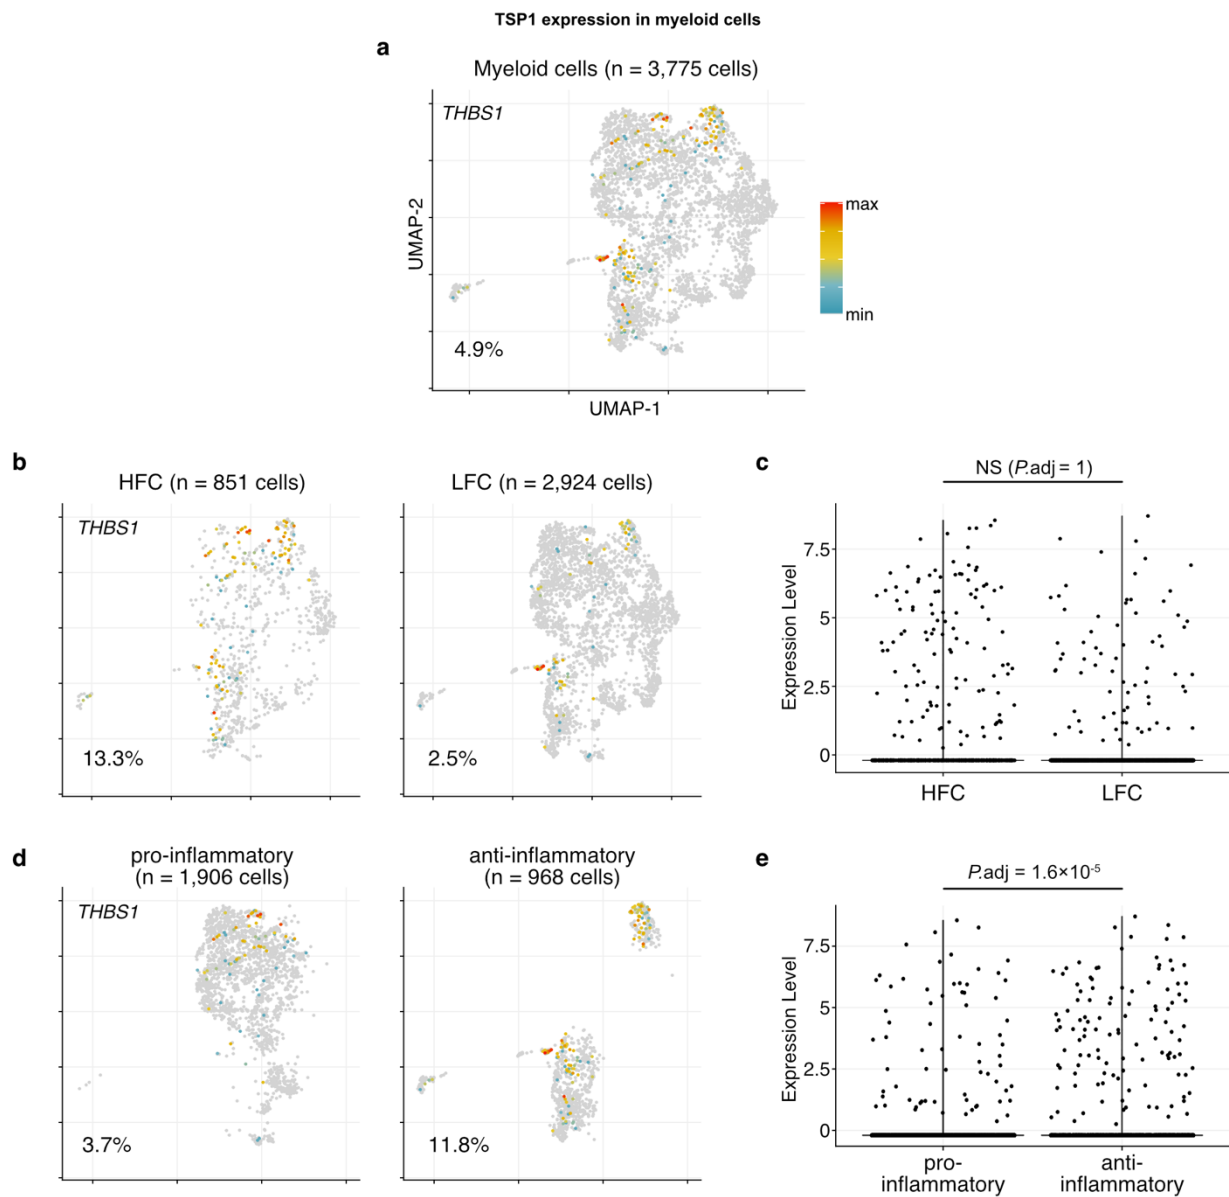 TSP1 expression in myeloid cells
a
Myeloid cells (n = 3,775 cells)
THBS1
UMAP-2
4.9%
UMAP-1
max
min
b
HFC (n = 851 cells)
THBS1
13.3%
LFC (n = 2,924 cells)
2.5%
c
NS (P.adj = 1)
Expression Level
7.5
5
2.5
0
HFC
LFC
d
pro-inflammatory
(n = 1,906 cells)
THBS1
3.7%
anti-inflammatory
(n = 968 cells)
11.8%
e
P.adj = 1.6×10⁻⁵
Expression Level
7.5
5
2.5
0
pro-
inflammatory
anti-
inflammatory